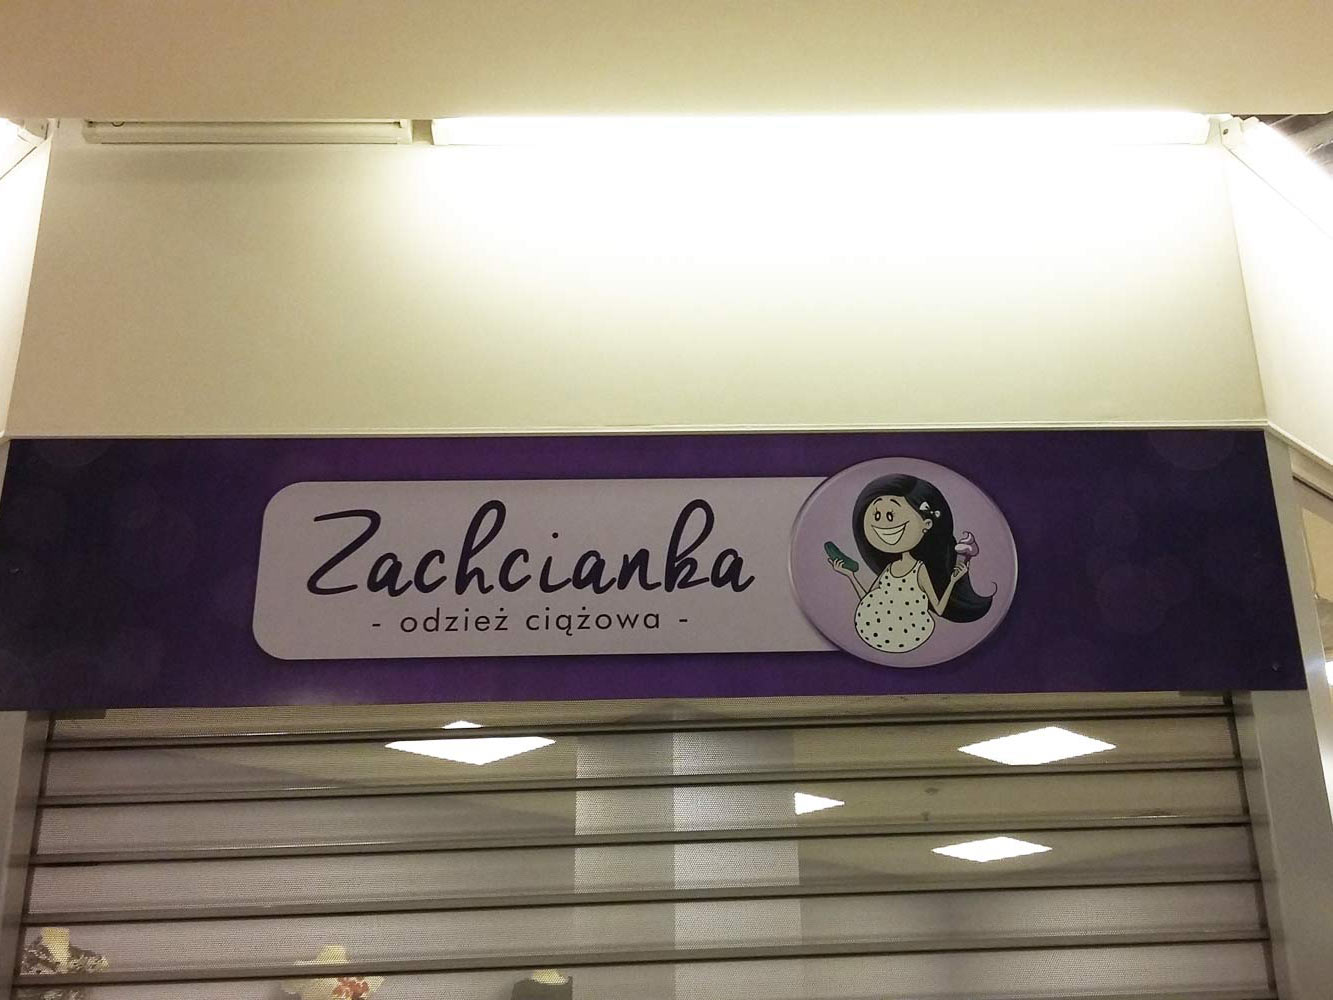 Zachcianka
- odzież ciążowa -